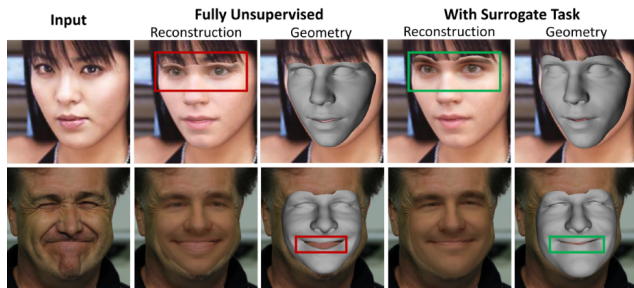 Input
Fully Unsupervised
With Surrogate Task
Reconstruction
Geometry
Reconstruction
Geometry